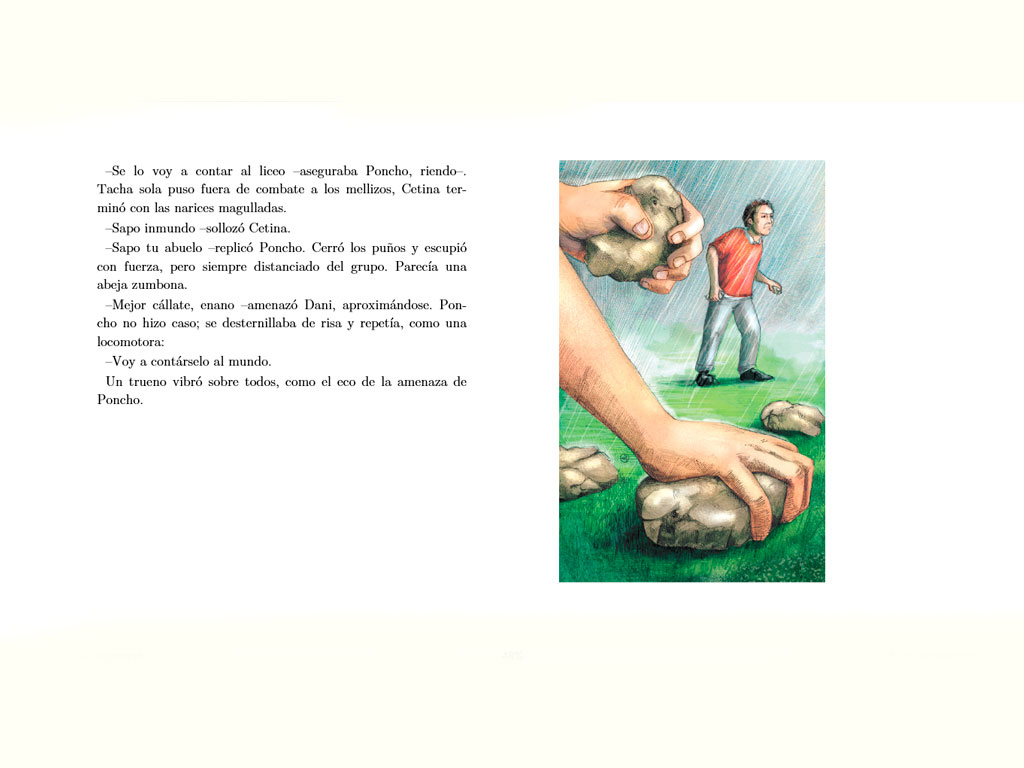 –Se lo voy a contar al liceo –aseguraba Poncho, riendo–.
Tacha sola puso fuera de combate a los mellizos, Cetina ter-
minó con las narices magulladas.
–Sapo inmundo –sollozó Cetina.
–Sapo tu abuelo –replicó Poncho. Cerró los puños y escupió
con fuerza, pero siempre distanciado del grupo. Parecía una
abeja zumbona.
–Mejor cállate, enano –amenazó Dani, aproximándose. Pon-
cho no hizo caso; se desternillaba de risa y repetía, como una
locomotora:
–Voy a contárselo al mundo.
Un trueno vibró sobre todos, como el eco de la amenaza de
Poncho.